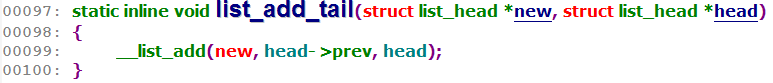 00097: static inline void list_add_tail(struct list_head *new, struct list_head *head)
00098: {
00099:     __list_add(new, head->prev, head);
00100: }